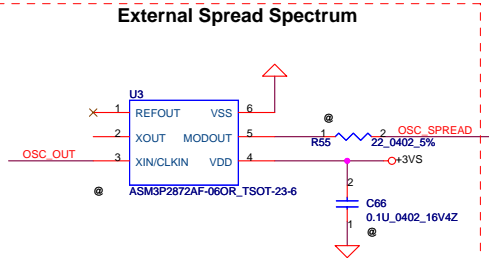 External Spread Spectrum
U3
1 REFOUT VSS 6
2 XOUT MODOUT 5
3 XIN/CLKIN VDD 4
OSC_OUT
@ ASM3P2872AF-06OR_TSOT-23-6
@
1 2 OSC_SPREAD
R55 22_0402_5%
+3VS
2
C66
0.1U_0402_16V4Z
1
@